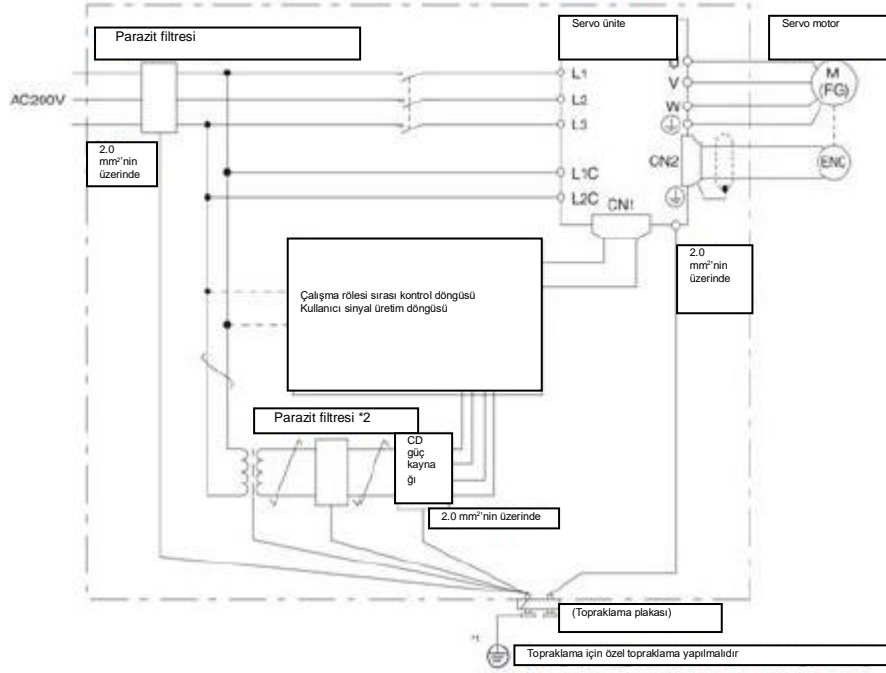 Parazit filtresi
Servo ünite
Servo motor
AC200V
L1
L2
L3
L1C
L2C
V
W
M
(FG)
CN2
ENC
CN1
2.0
mm²'nin
üzerinde
2.0
mm²'nin
üzerinde
Çalışma rölesi sırası kontrol döngüsü
Kullanıcı sinyal üretim döngüsü
Parazit filtresi *2
CD
güç
kayna
ğı
2.0 mm²'nin üzerinde
(Topraklama plakası)
*1
Topraklama için özel topraklama yapılmalıdır